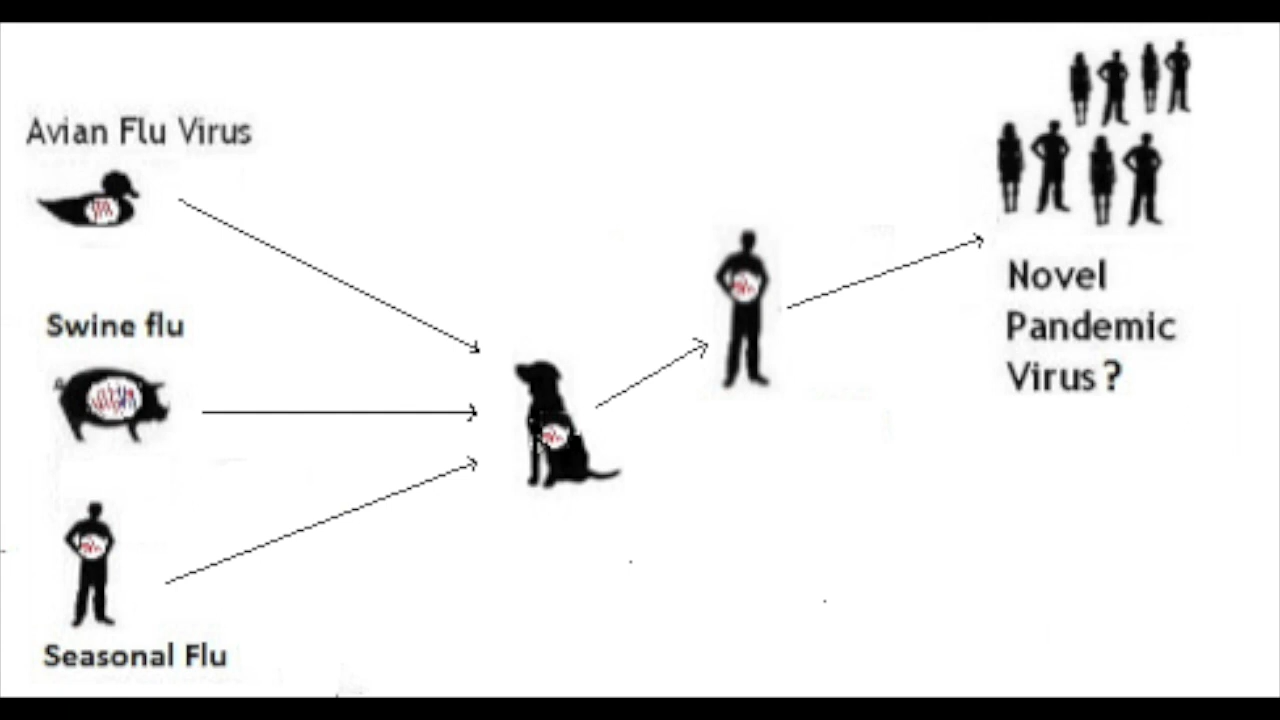 Avian Flu Virus
Swine flu
Seasonal Flu
Novel
Pandemic
Virus?